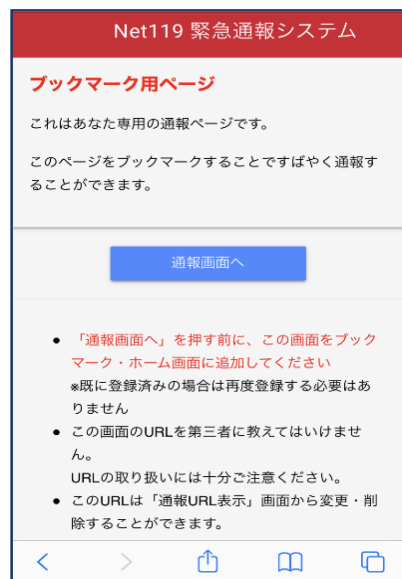 Net119 緊急通報システム
ブックマーク用ページ
これはあなた専用の通報ページです。
このページをブックマークすることですばやく通報す
ることができます。
通報画面へ
● 「通報画面へ」を押す前に、この画面をブック
マーク・ホーム画面に追加してください
※既に登録済みの場合は再度登録する必要はあ
りません
● この画面のURLを第三者に教えてはいけませ
ん。
URLの取り扱いには十分ご注意ください。
● このURLは「通報URL表示」画面から変更・削
除することができます。